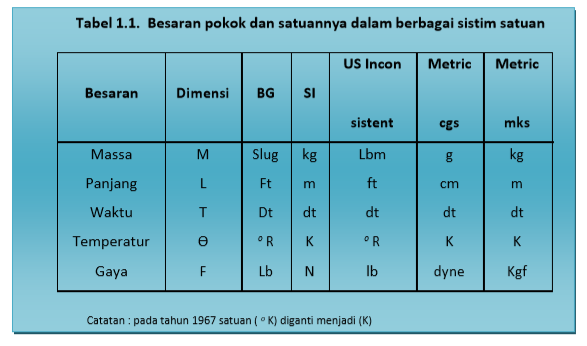 Tabel 1.1. Besaran pokok dan satuannya dalam berbagai sistim satuan
Besaran Dimensi BG SI US Incon sistent Metric cgs Metric mks
Massa M Slug kg Lbm g kg
Panjang L Ft m ft cm m
Waktu T Dt dt dt dt dt
Temperatur ϴ º R K º R K K
Gaya F Lb N lb dyne Kgf
Catatan : pada tahun 1967 satuan ( º K) diganti menjadi (K)